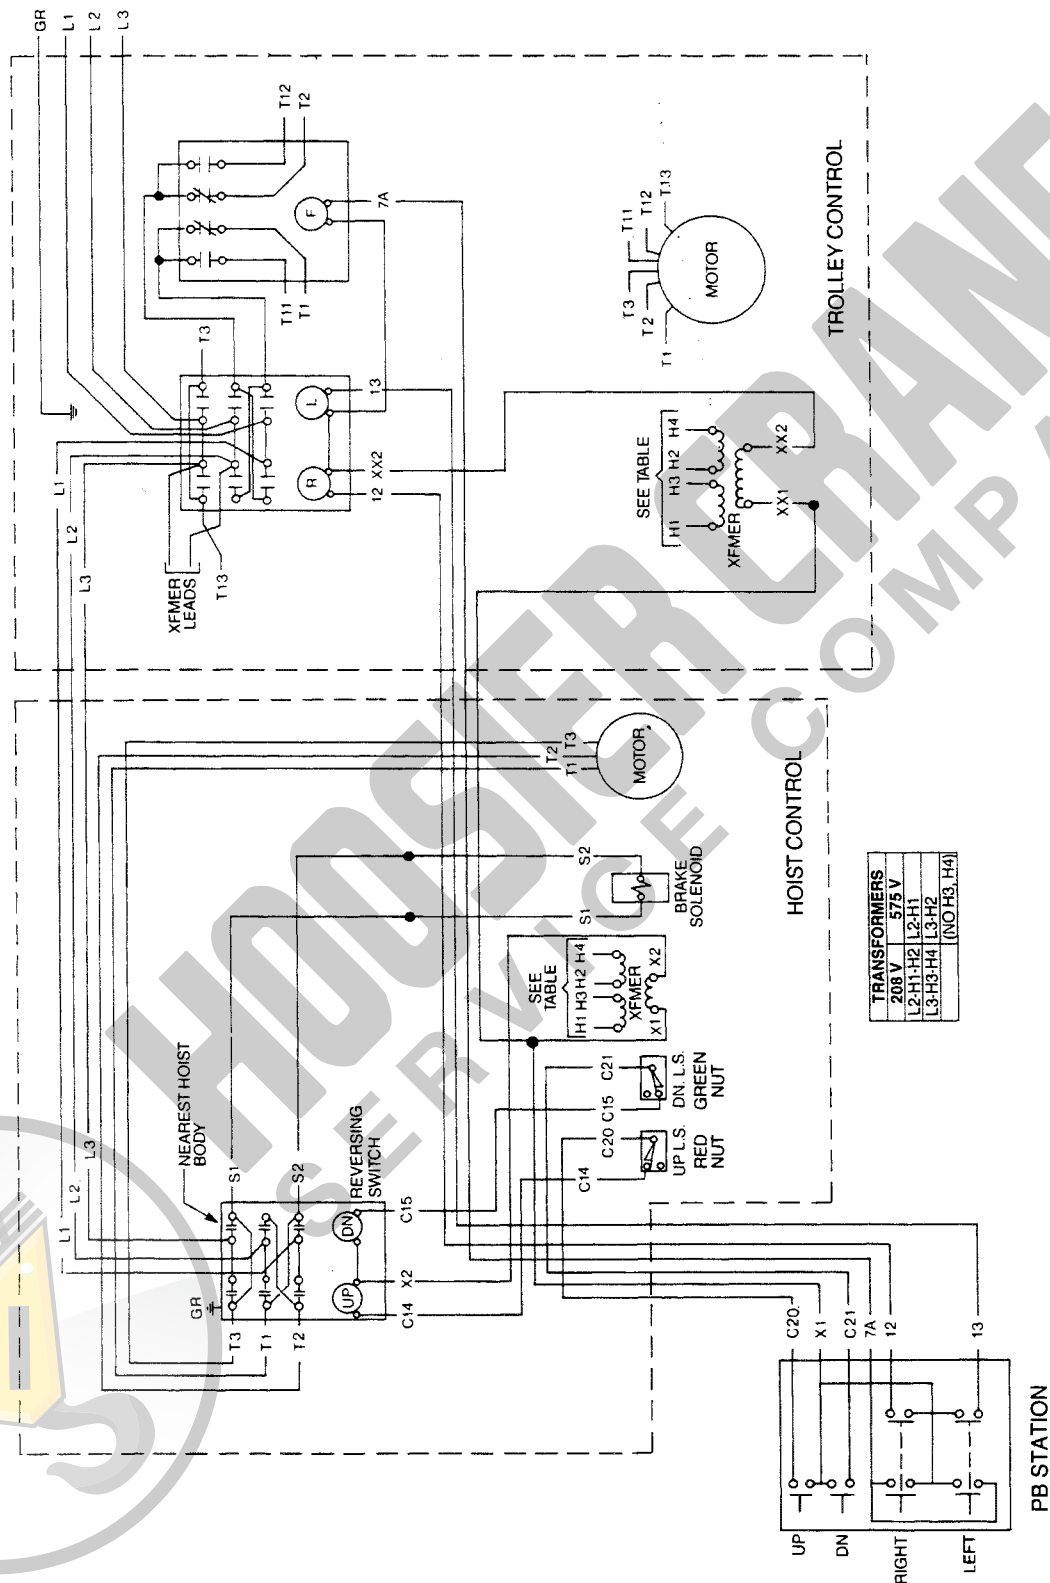 GR
L1
L2
L3
T12
T2
T11
T1
F
7A
T3
L
13
R
XX2
12
L1
L2
L3
XFMER
LEADS
T13
T1
T2
T3
T11
T12
T13
MOTOR
TROLLEY CONTROL
SEE TABLE
H1 H3 H2 H4
XFMER
XX1
XX2
T1
T2
T3
MOTOR
HOIST CONTROL
S1
S2
BRAKE
SOLENOID
SEE
TABLE
H1 H3 H2 H4
XFMER
X1
X2
C21
C15
DN. L.S.
GREEN
NUT
C20
C14
UP L.S.
RED
NUT
NEAREST HOIST
BODY
L1
L2
L3
S1
S2
REVERSING
SWITCH
DN
UP
C15
X2
C14
GR
T3
T1
T2
TRANSFORMERS
208 V 575 V
L2-H1-H2 L2-H1
L3-H3-H4 L3-H2
(NO H3, H4)
C20
X1
C21
7A
12
13
UP
DN
RIGHT
LEFT
PB STATION
HOOSIER CRANE
SERVICE COMP